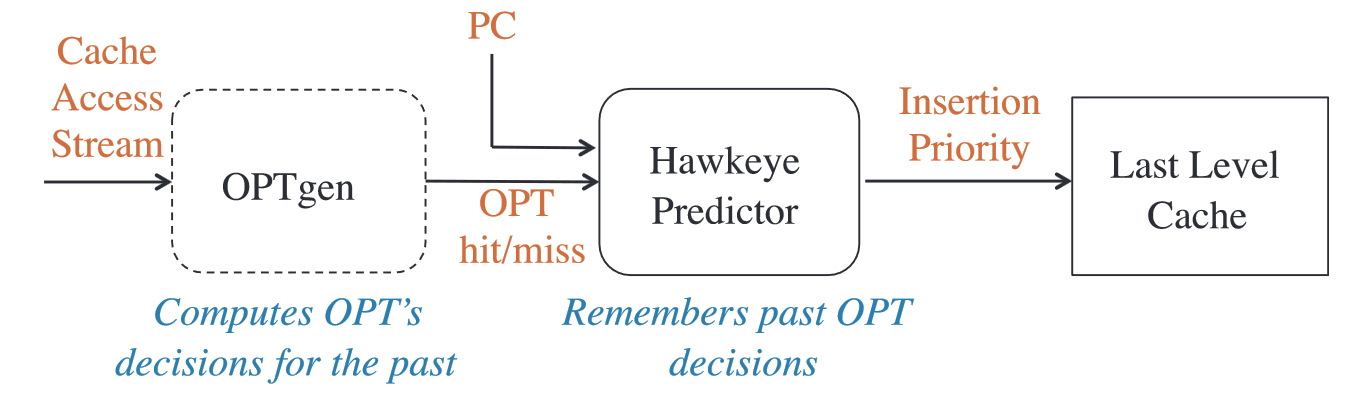 Cache
Access
Stream
OPTgen
Computes OPT's
decisions for the past
PC
OPT
hit/miss
Hawkeye
Predictor
Remembers past OPT
decisions
Insertion
Priority
Last Level
Cache